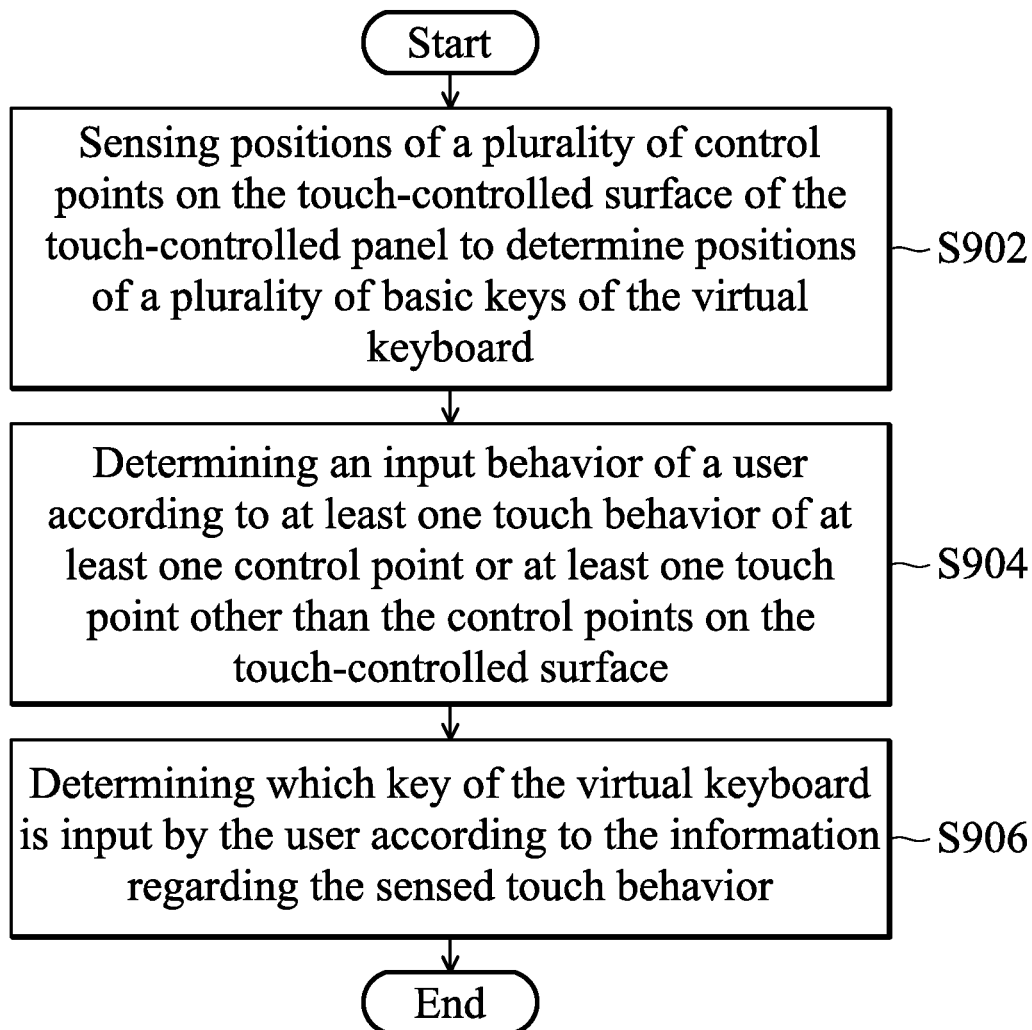 Start
Sensing positions of a plurality of control
points on the touch-controlled surface of the
touch-controlled panel to determine positions
of a plurality of basic keys of the virtual
keyboard
S902
Determining an input behavior of a user
according to at least one touch behavior of at
least one control point or at least one touch
point other than the control points on the
touch-controlled surface
S904
Determining which key of the virtual keyboard
is input by the user according to the information
regarding the sensed touch behavior
S906
End